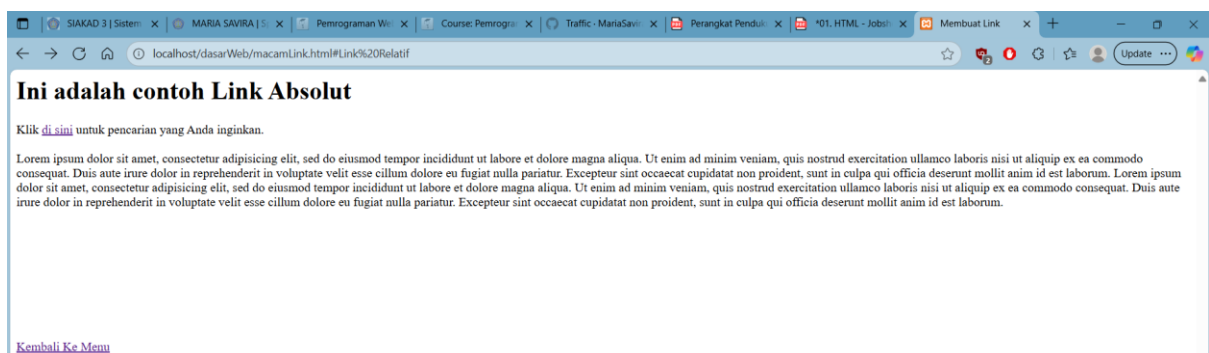 SIAKAD 3 | Sistem
MARIA SAVIRA | S
Pemrograman We
Course: Pemrogra
Traffic - MariaSavir
Perangkat Penduk
*01. HTML - Jobsh
Membuat Link
localhost/dasarWeb/macamLink.html#Link%20Relatif
2
Update
Ini adalah contoh Link Absolut
Klik di sini untuk pencarian yang Anda inginkan.
Lorem ipsum dolor sit amet, consectetur adipisicing elit, sed do eiusmod tempor incididunt ut labore et dolore magna aliqua. Ut enim ad minim veniam, quis nostrud exercitation ullamco laboris nisi ut aliquip ex ea commodo
consequat. Duis aute irure dolor in reprehenderit in voluptate velit esse cillum dolore eu fugiat nulla pariatur. Excepteur sint occaecat cupidatat non proident, sunt in culpa qui officia deserunt mollit anim id est laborum. Lorem ipsum
dolor sit amet, consectetur adipisicing elit, sed do eiusmod tempor incididunt ut labore et dolore magna aliqua. Ut enim ad minim veniam, quis nostrud exercitation ullamco laboris nisi ut aliquip ex ea commodo consequat. Duis aute
irure dolor in reprehenderit in voluptate velit esse cillum dolore eu fugiat nulla pariatur. Excepteur sint occaecat cupidatat non proident, sunt in culpa qui officia deserunt mollit anim id est laborum.
Kembali Ke Menu